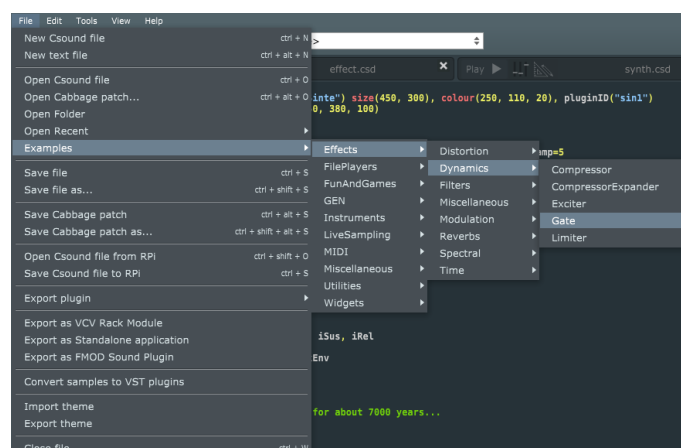 File Edit Tools View Help
New Csound file ctrl + N
New text file ctrl + alt + N
Open Csound file ctrl + O
Open Cabbage patch... ctrl + alt + O
Open Folder
Open Recent
Examples
Save file ctrl + S
Save file as... ctrl + shift + S
Save Cabbage patch ctrl + alt + S
Save Cabbage patch as... ctrl + shift + alt + S
Open Csound file from RPi ctrl + shift + O
Save Csound file to RPi ctrl + S
Export plugin
Export as VCV Rack Module
Export as Standalone application
Export as FMOD Sound Plugin
Convert samples to VST plugins
Import theme
Export theme
Close file ctrl + W
>
effect.csd
Play
synth.csd
inte") size(450, 300), colour(250, 110, 20), pluginID("sin1")
0, 380, 100)
mp=5
Effects
FilePlayers
FunAndGames
GEN
Instruments
LiveSampling
MIDI
Miscellaneous
Utilities
Widgets
Distortion
Dynamics
Filters
Miscellaneous
Modulation
Reverbs
Spectral
Time
Compressor
CompressorExpander
Exciter
Gate
Limiter
iSus, iRel
Env
for about 7000 years...